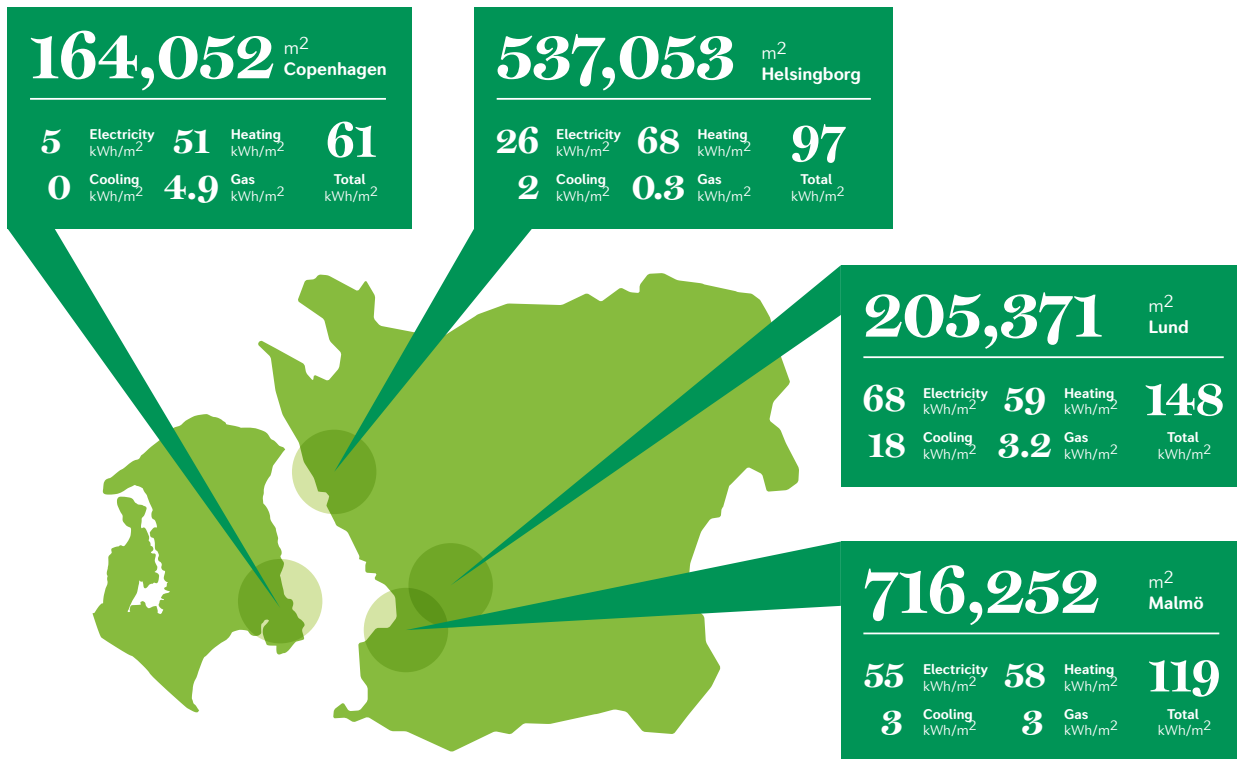 164,052 m2 Copenhagen
5 Electricity kWh/m2 51 Heating kWh/m2 61
0 Cooling kWh/m2 4.9 Gas kWh/m2 Total kWh/m2
537,053 m2 Helsingborg
26 Electricity kWh/m2 68 Heating kWh/m2 97
2 Cooling kWh/m2 0.3 Gas kWh/m2 Total kWh/m2
205,371 m2 Lund
68 Electricity kWh/m2 59 Heating kWh/m2 148
18 Cooling kWh/m2 3.2 Gas kWh/m2 Total kWh/m2
716,252 m2 Malmö
55 Electricity kWh/m2 58 Heating kWh/m2 119
3 Cooling kWh/m2 3 Gas kWh/m2 Total kWh/m2